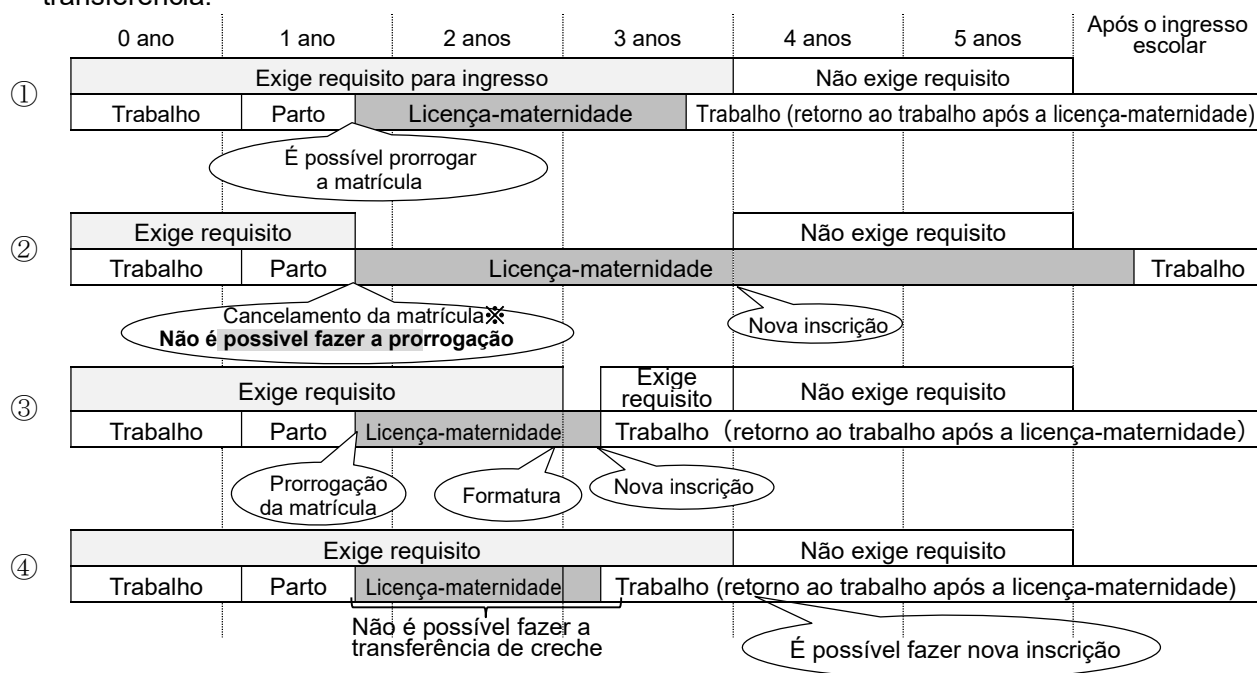 transferência.
0 ano 1 ano 2 anos 3 anos 4 anos 5 anos Após o ingresso
escolar
①
Exige requisito para ingresso Não exige requisito
Trabalho Parto Licença-maternidade Trabalho (retorno ao trabalho após a licença-maternidade)
É possível prorrogar
a matrícula
②
Exige requisito Não exige requisito
Trabalho Parto Licença-maternidade Trabalho
Cancelamento da matrícula※
Não é possivel fazer a prorrogação
Nova inscrição
③
Exige requisito Exige
requisito Não exige requisito
Trabalho Parto Licença-maternidade Trabalho (retorno ao trabalho após a licença-maternidade)
Prorrogação
da matrícula
Formatura
Nova inscrição
④
Exige requisito Não exige requisito
Trabalho Parto Licença-maternidade Trabalho (retorno ao trabalho após a licença-maternidade)
Não é possível fazer a
transferência de creche
É possível fazer nova inscrição